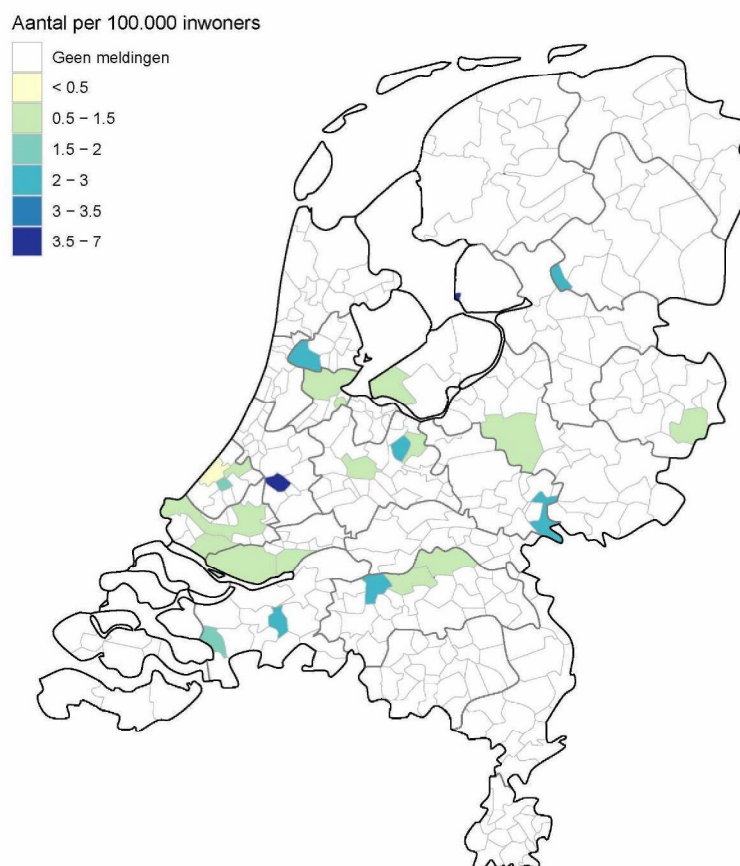 Aantal per 100.000 inwoners
Geen meldingen
< 0.5
0.5 – 1.5
1.5 – 2
2 – 3
3 – 3.5
3.5 – 7